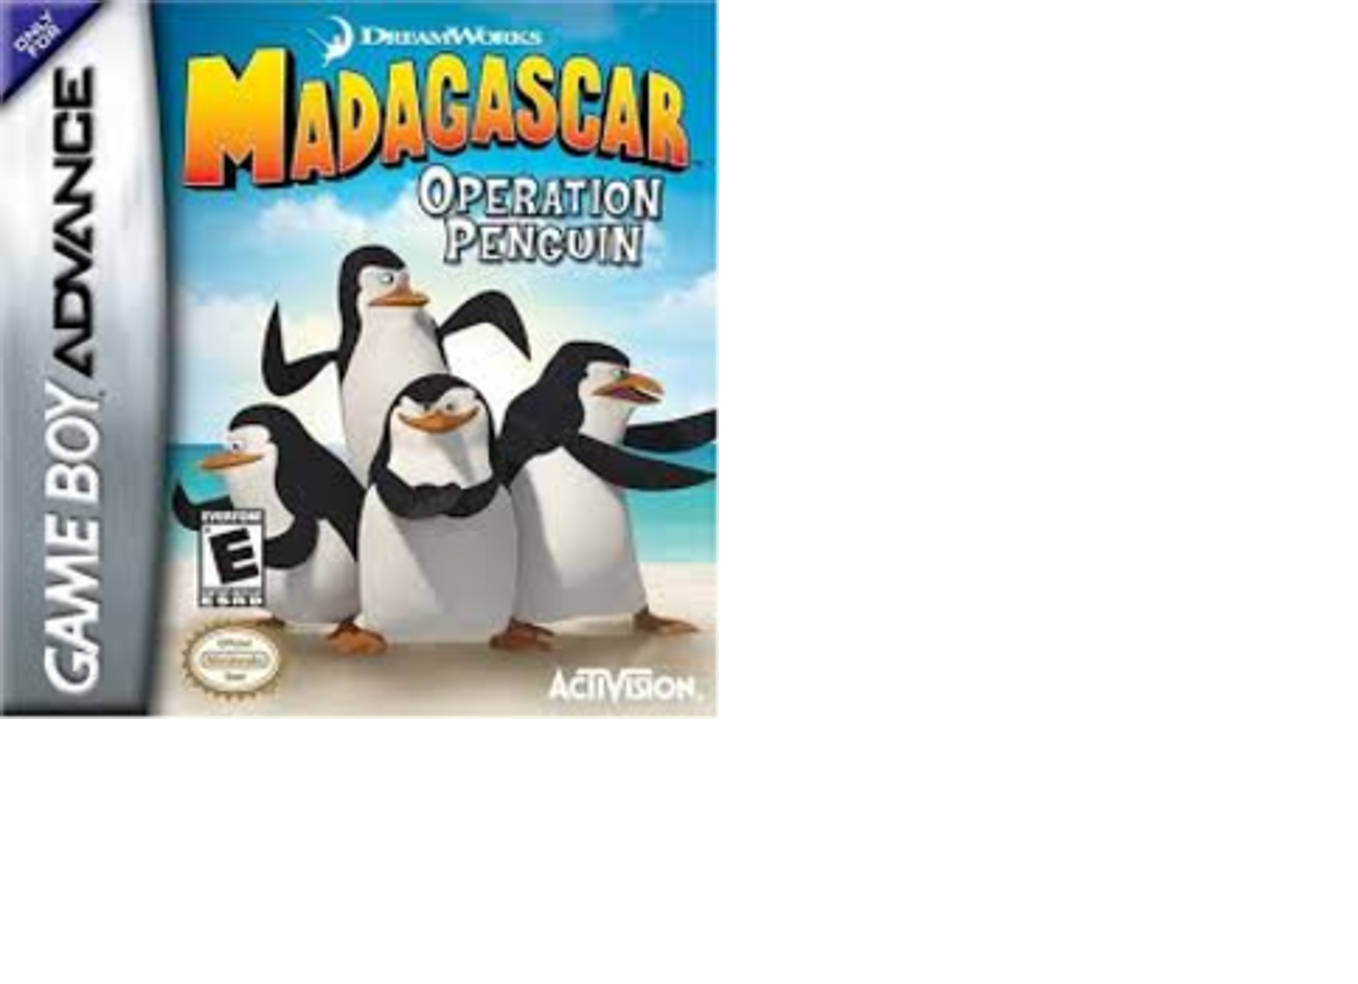 ONLY
FOR
GAME BOY ADVANCE
DREAMWORKS
MADAGASCAR
OPERATION
PENGUIN
EVERYONE
E
ESRB
Official
Nintendo
Seal
ACTIVISION.